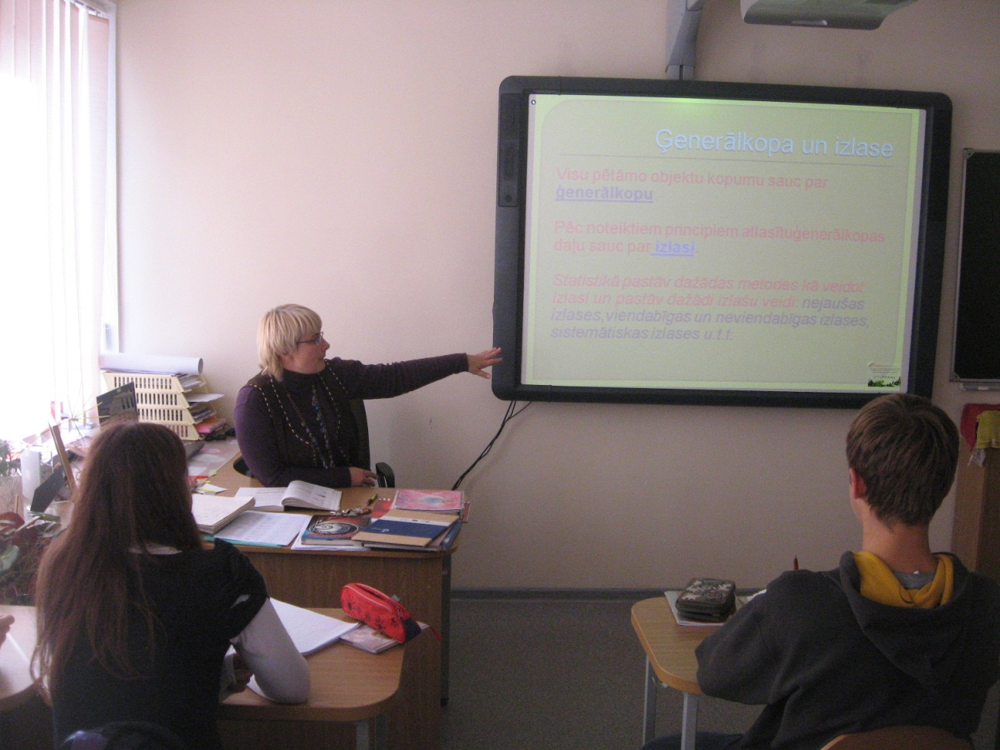 Ģenerālkopa un izlase
Visu pētāmo objektu kopumu sauc par
ģenerālkopu
Pēc noteiktiem principiem atlasītuģenerālkopas
daļu sauc par izlasi.
Statistikā pastāv dažādas metodes kā veidot
izlasi un pastāv dažādi izlašu veidi: nejaušas
izlases,viendabīgas un neviendabīgas izlases,
sistemātiskas izlases u.t.t.